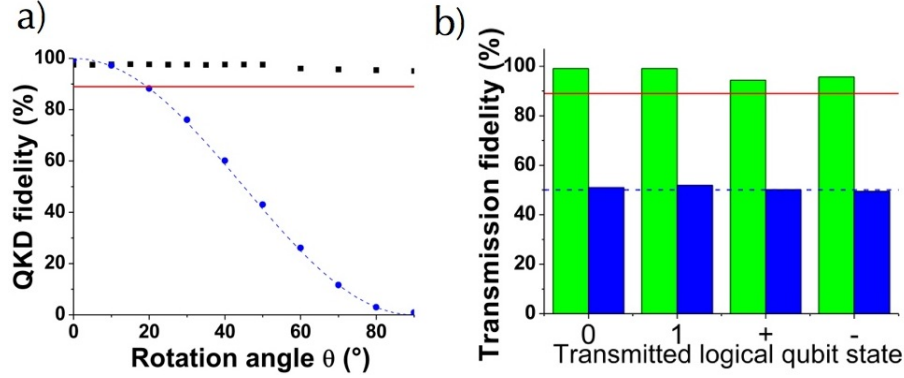 a)
QKD fidelity (%)
100
80
60
40
20
0
0 20 40 60 80
Rotation angle θ (°)
b)
Transmission fidelity (%)
100
80
60
40
20
0
0 1 + -
Transmitted logical qubit state